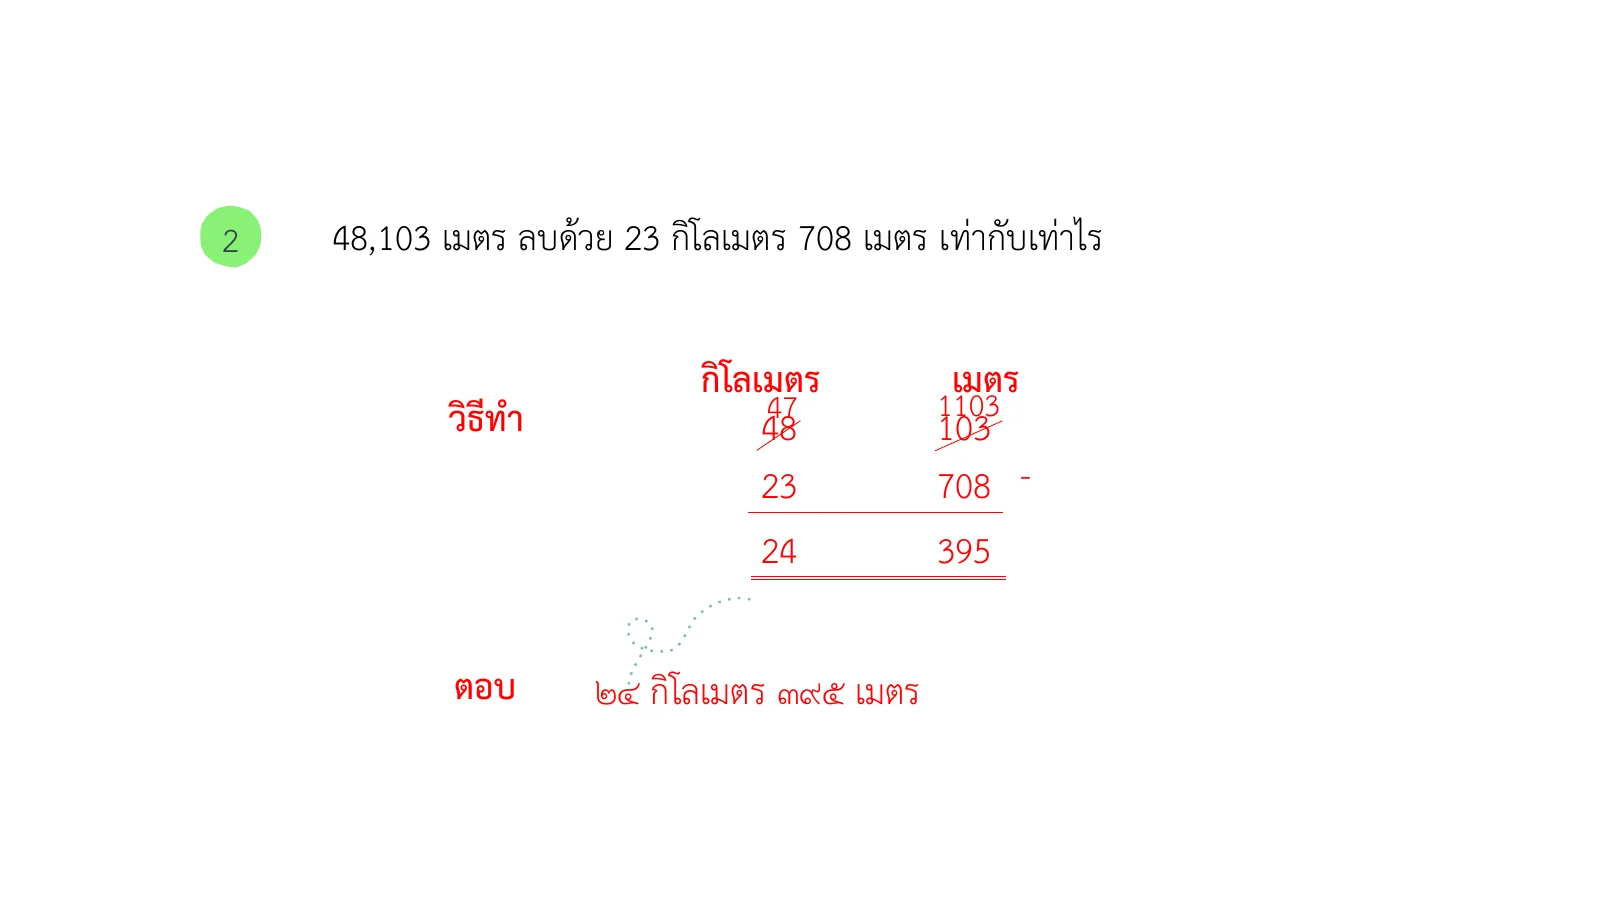 2 48,103 เมตร ลบด้วย 23 กิโลเมตร 708 เมตร เท่ากับเท่าไร
กิโลเมตร เมตร
47 1103
วิธีทำ 48 103
23 708 -
24 395
ตอบ ๒๔ กิโลเมตร ๓๙๕ เมตร